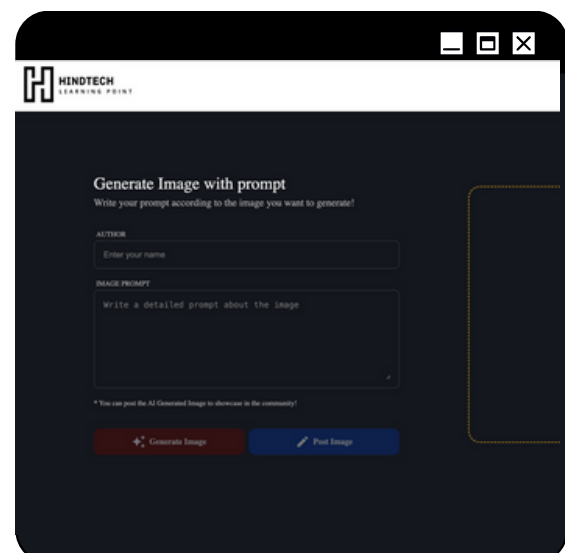 HINDTECH
LEARNING POINT
Generate Image with prompt
Write your prompt according to the image you want to generate!
AUTHOR
Enter your name
IMAGE PROMPT
Write a detailed prompt about the image
* You can post the AI Generated Image to showcase in the community!
Generate Image
Post Image